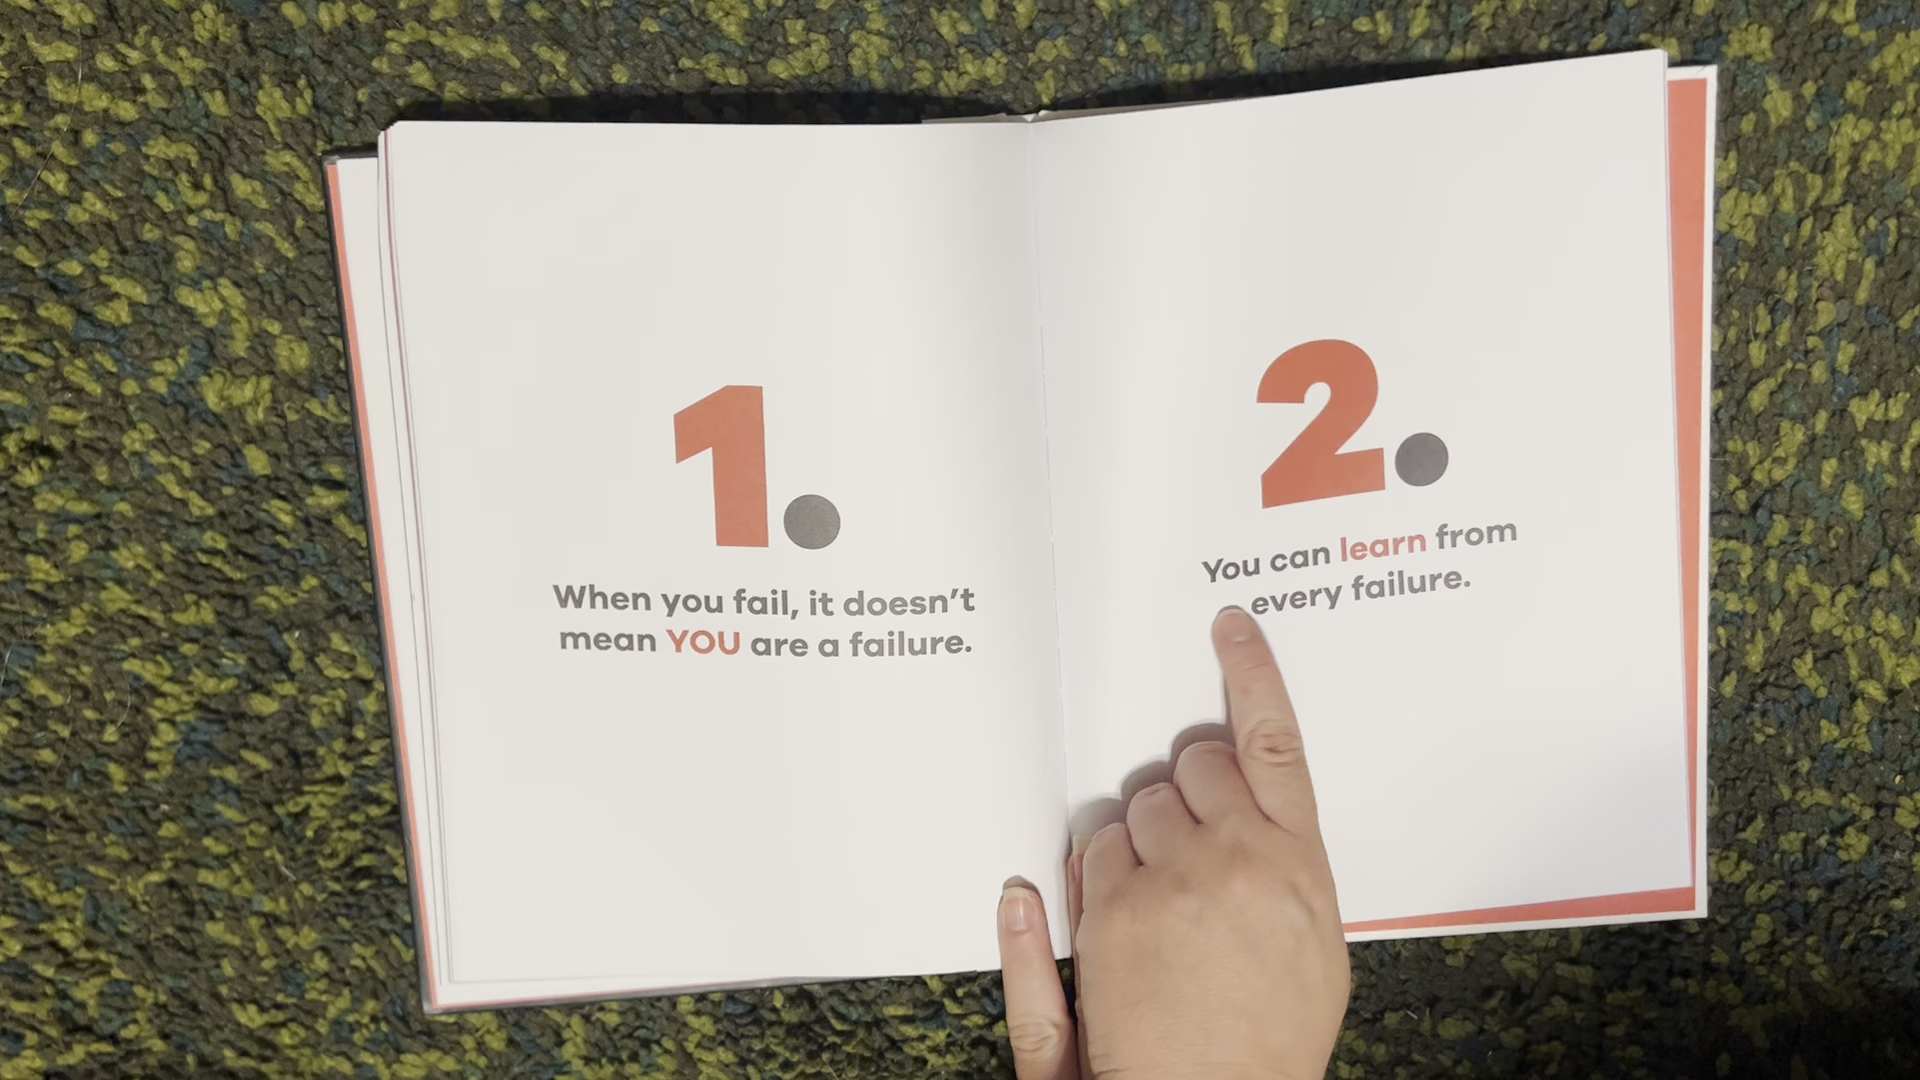 1.
When you fail, it doesn't
mean YOU are a failure.
2.
You can learn from
every failure.